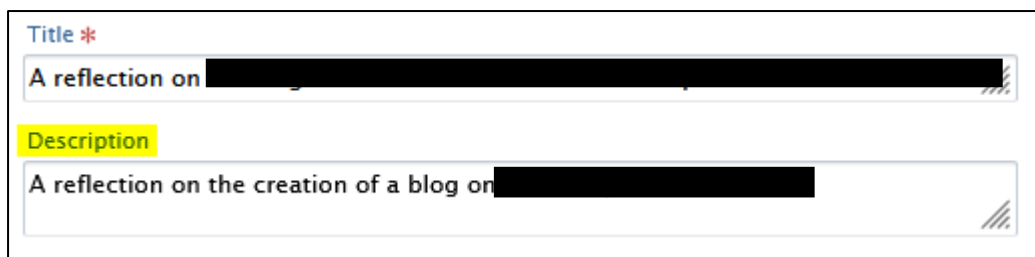 Title *
A reflection on
Description
A reflection on the creation of a blog on